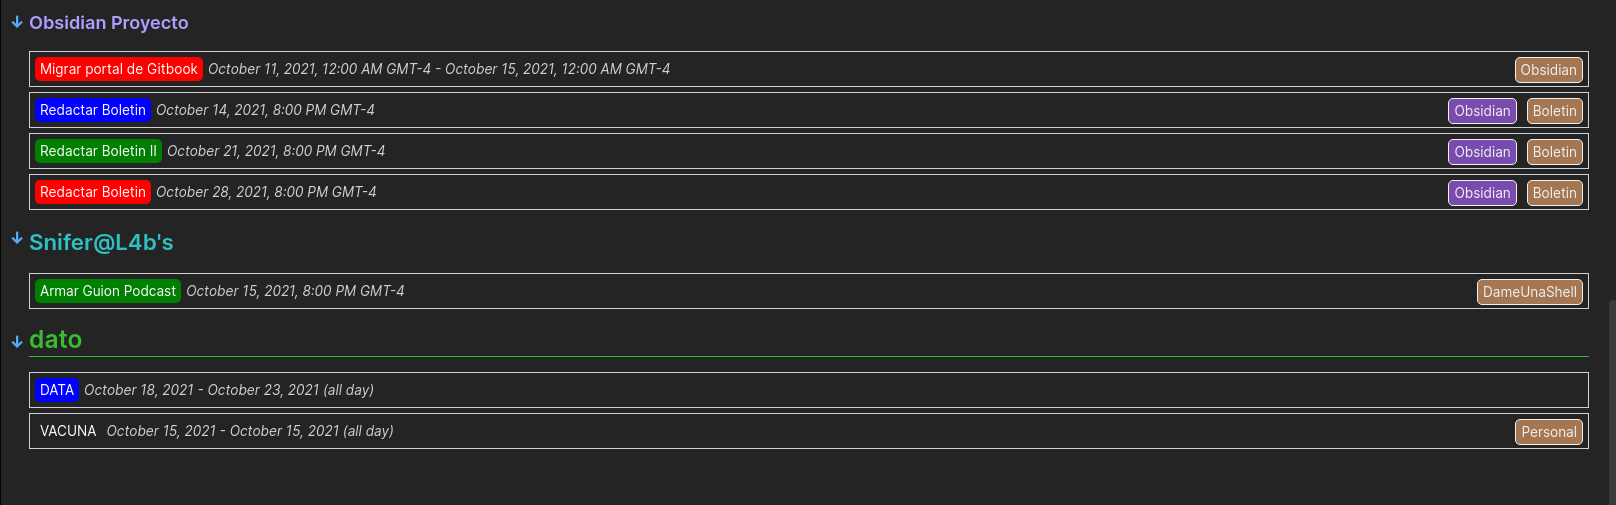 Obsidian Proyecto
Migrar portal de Gitbook October 11, 2021, 12:00 AM GMT-4 - October 15, 2021, 12:00 AM GMT-4 Obsidian
Redactar Boletin October 14, 2021, 8:00 PM GMT-4 Obsidian Boletin
Redactar Boletin II October 21, 2021, 8:00 PM GMT-4 Obsidian Boletin
Redactar Boletin October 28, 2021, 8:00 PM GMT-4 Obsidian Boletin
Snifer@L4b's
Armar Guion Podcast October 15, 2021, 8:00 PM GMT-4 DameUnaShell
dato
DATA October 18, 2021 - October 23, 2021 (all day)
VACUNA October 15, 2021 - October 15, 2021 (all day) Personal